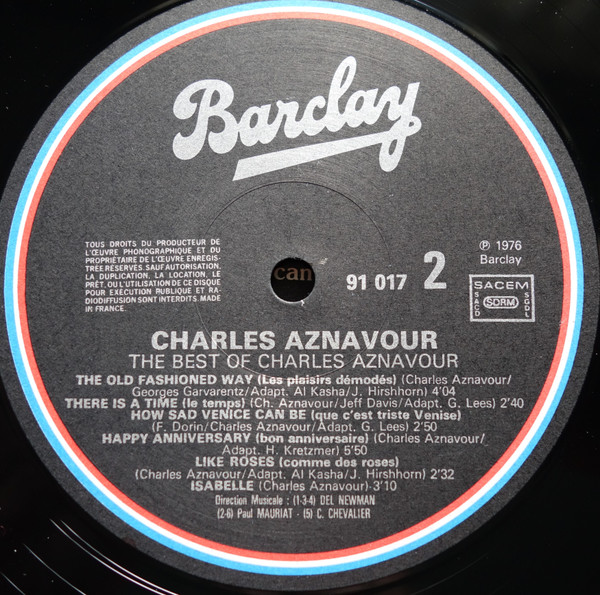 Barclay
TOUS DROITS DU PRODUCTEUR DE
L'ŒUVRE PHONOGRAPHIQUE ET DU
PROPRIÉTAIRE DE L'ŒUVRE ENREGIS-
TRÉE RÉSERVÉS. SAUF AUTORISATION,
LA DUPLICATION, LA LOCATION, LE
PRÊT, OU L'UTILISATION DE CE DISQUE
POUR EXÉCUTION PUBLIQUE ET RA-
DIODIFFUSION SONT INTERDITS. MADE
IN FRANCE.
can
91 017 2
℗ 1976
Barclay
SACEM
SACD
SDRM
SGDL
CHARLES AZNAVOUR
THE BEST OF CHARLES AZNAVOUR
THE OLD FASHIONED WAY (Les plaisirs démodés) (Charles Aznavour/
Georges Garvarentz/Adapt. Al Kasha/J. Hirshhorn) 4'04
THERE IS A TIME (le temps) (Ch. Aznavour/Jeff Davis/Adapt. G. Lees) 2'40
HOW SAD VENICE CAN BE (que c'est triste Venise)
(F. Dorin/Charles Aznavour/Adapt. G. Lees) 2'50
HAPPY ANNIVERSARY (bon anniversaire) (Charles Aznavour/
Adapt. H. Kretzmer) 5'50
LIKE ROSES (comme des roses)
(Charles Aznavour/Adapt. Al Kasha/J. Hirshhorn) 2'32
ISABELLE (Charles Aznavour) 3'10
Direction Musicale : (1-3-4) DEL NEWMAN
(2-6) Paul MAURIAT - (5) C. CHEVALIER